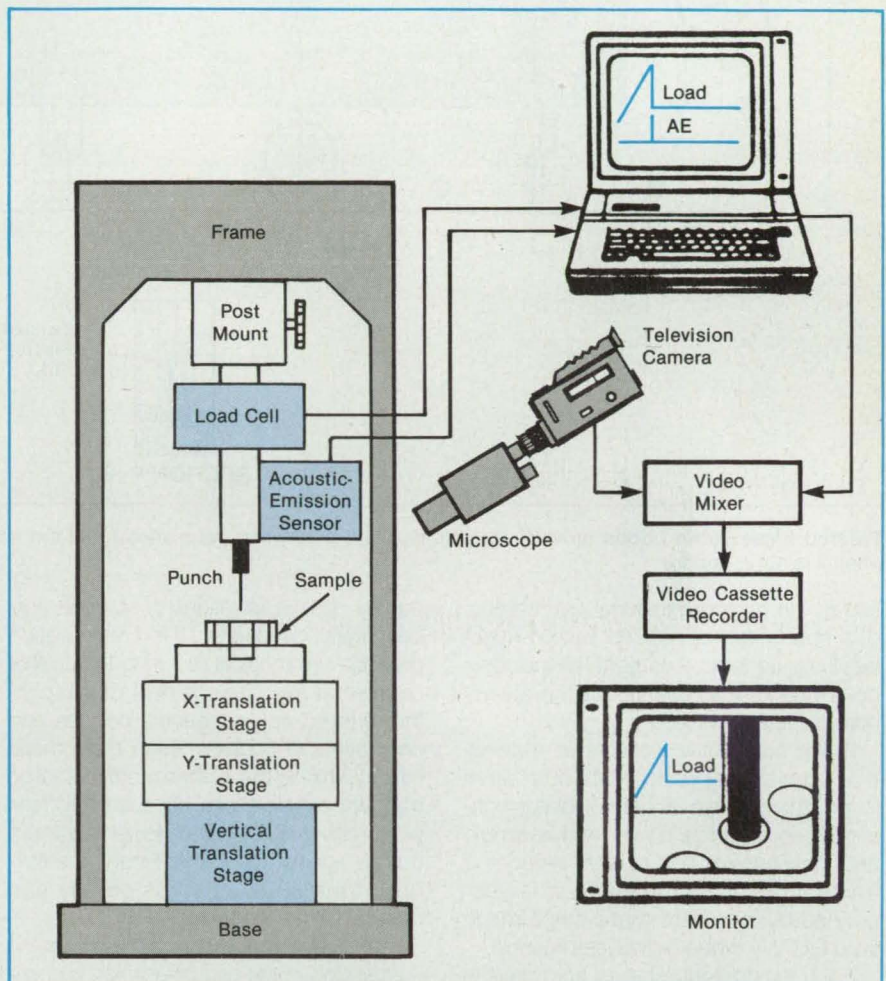 Load
AE
Frame
Post
Mount
Load Cell
Acoustic-
Emission
Sensor
Punch
Sample
X-Translation
Stage
Y-Translation
Stage
Vertical
Translation
Stage
Base
Television
Camera
Microscope
Video
Mixer
Video Cassette
Recorder
Load
Monitor